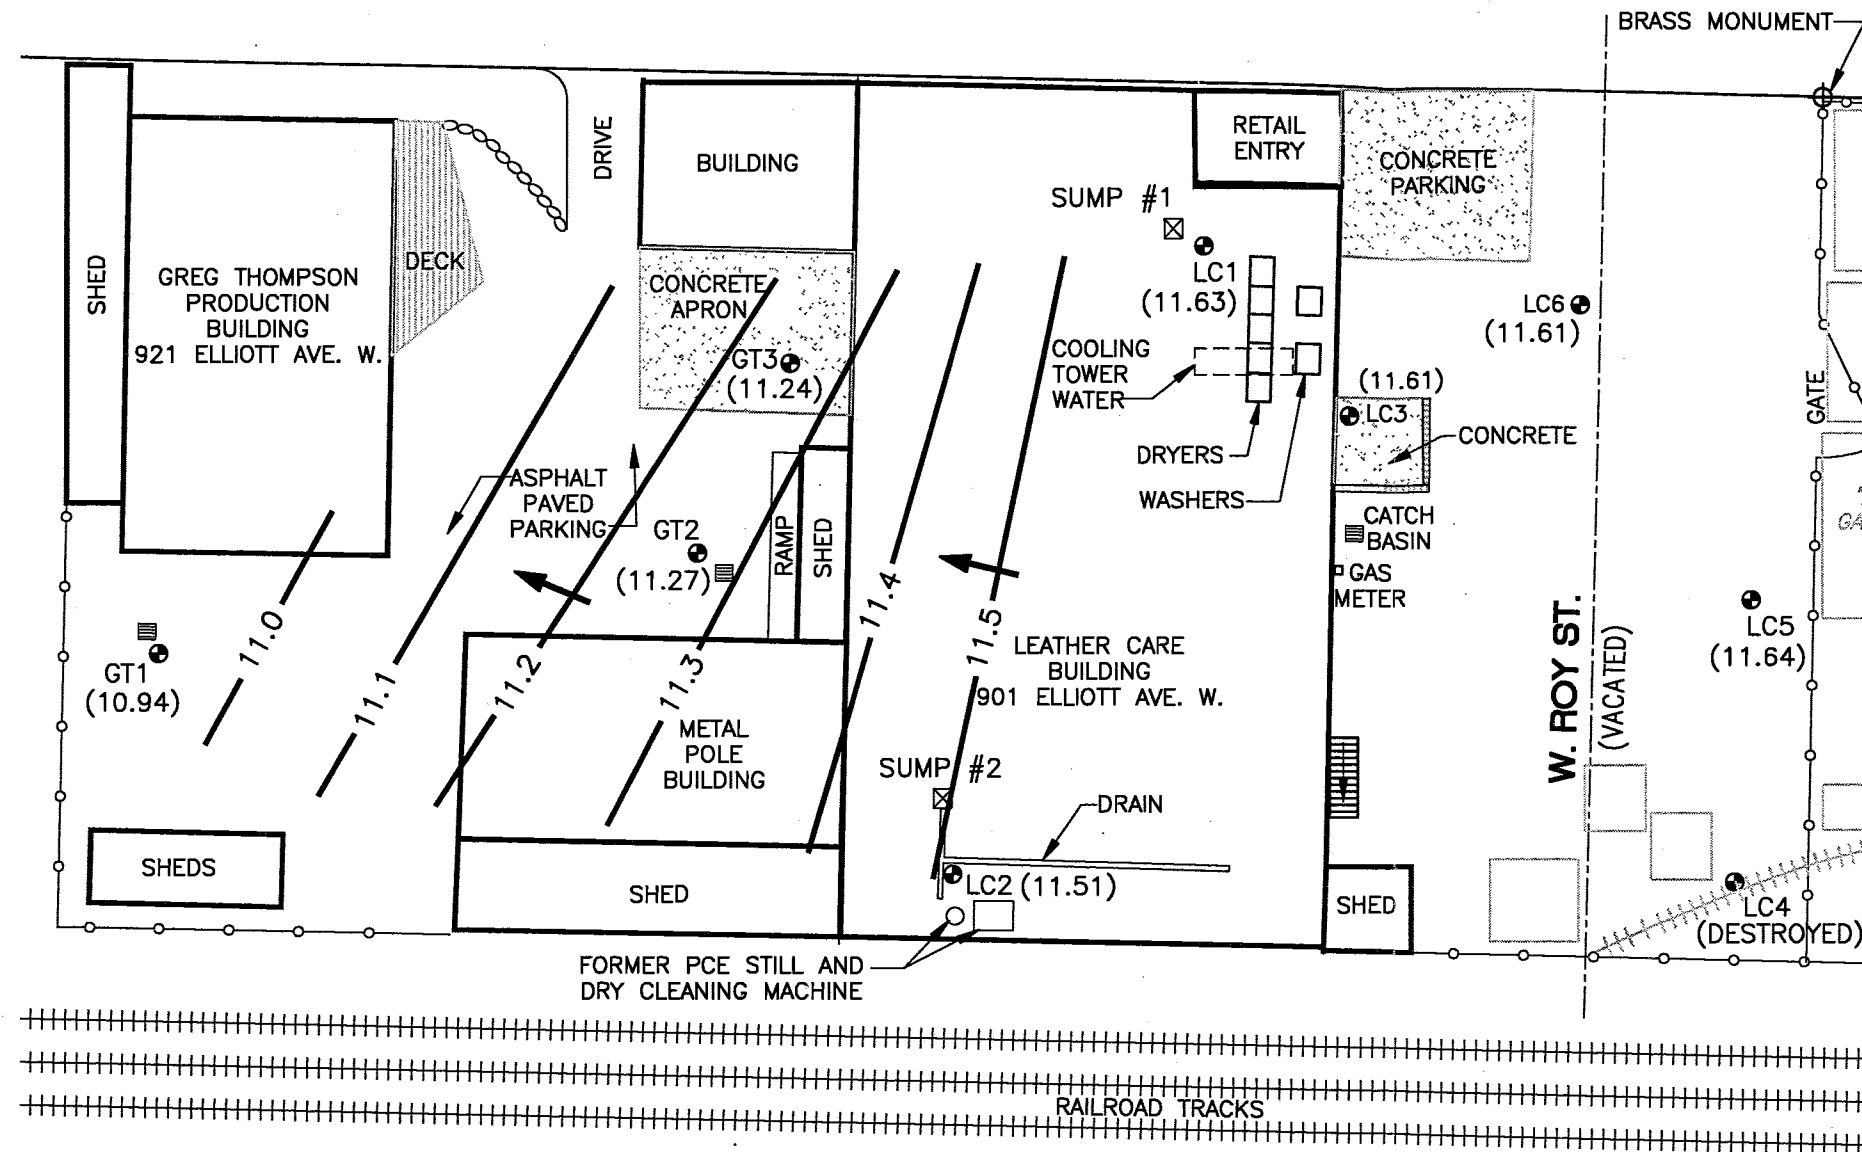 BRASS MONUMENT
SHED
GREG THOMPSON
PRODUCTION
BUILDING
921 ELLIOTT AVE. W.
DECK
DRIVE
BUILDING
CONCRETE
APRON
GT3
(11.24)
ASPHALT
PAVED
PARKING
GT2
(11.27)
RAMP
SHED
RETAIL
ENTRY
CONCRETE
PARKING
SUMP #1
LC1
(11.63)
COOLING
TOWER
WATER
DRYERS
WASHERS
LC6
(11.61)
(11.61)
LC3
CONCRETE
CATCH
BASIN
GAS
METER
GATE
W. ROY ST.
(VACATED)
LC5
(11.64)
GT1
(10.94)
11.0
11.1
11.2
11.3
11.4
11.5
LEATHER CARE
BUILDING
901 ELLIOTT AVE. W.
METAL
POLE
BUILDING
SUMP #2
DRAIN
LC2 (11.51)
SHEDS
SHED
SHED
LC4
(DESTROYED)
FORMER PCE STILL AND
DRY CLEANING MACHINE
RAILROAD TRACKS